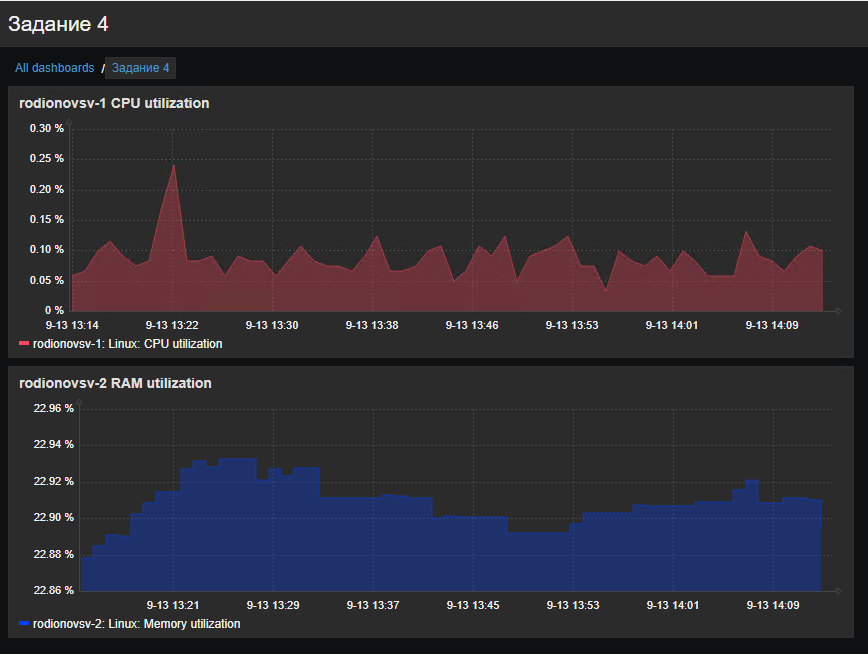 Задание 4
All dashboards / Задание 4
rodionovsv-1 CPU utilization
0.30 %
0.25 %
0.20 %
0.15 %
0.10 %
0.05 %
0 %
9-13 13:14 9-13 13:22 9-13 13:30 9-13 13:38 9-13 13:46 9-13 13:53 9-13 14:01 9-13 14:09
rodionovsv-1: Linux: CPU utilization
rodionovsv-2 RAM utilization
22.96 %
22.94 %
22.92 %
22.90 %
22.88 %
22.86 %
9-13 13:21 9-13 13:29 9-13 13:37 9-13 13:45 9-13 13:53 9-13 14:01 9-13 14:09
rodionovsv-2: Linux: Memory utilization